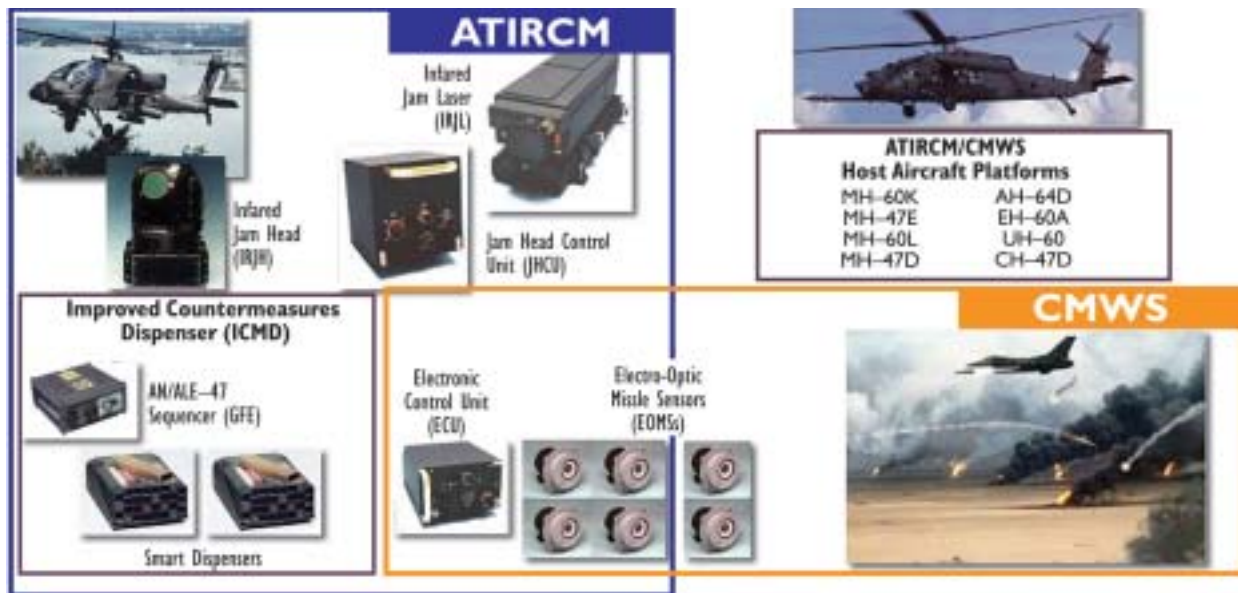 ATIRCM
Infared
Jam Laser
(IRJL)
Infared
Jam Head
(IRJH)
Jam Head Control
Unit (JHCU)
ATIRCM/CMWS
Host Aircraft Platforms
MH–60K AH–64D
MH–47E EH–60A
MH–60L UH–60
MH–47D CH–47D
Improved Countermeasures
Dispenser (ICMD)
AN/ALE–47
Sequencer (GFE)
Smart Dispensers
CMWS
Electronic
Control Unit
(ECU)
Electro-Optic
Missle Sensors
(EOMSs)